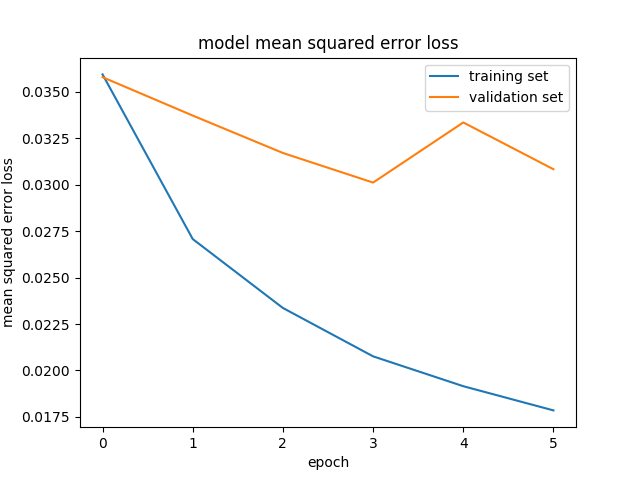 model mean squared error loss
training set
validation set
mean squared error loss
0.0350
0.0325
0.0300
0.0275
0.0250
0.0225
0.0200
0.0175
0 1 2 3 4 5
epoch